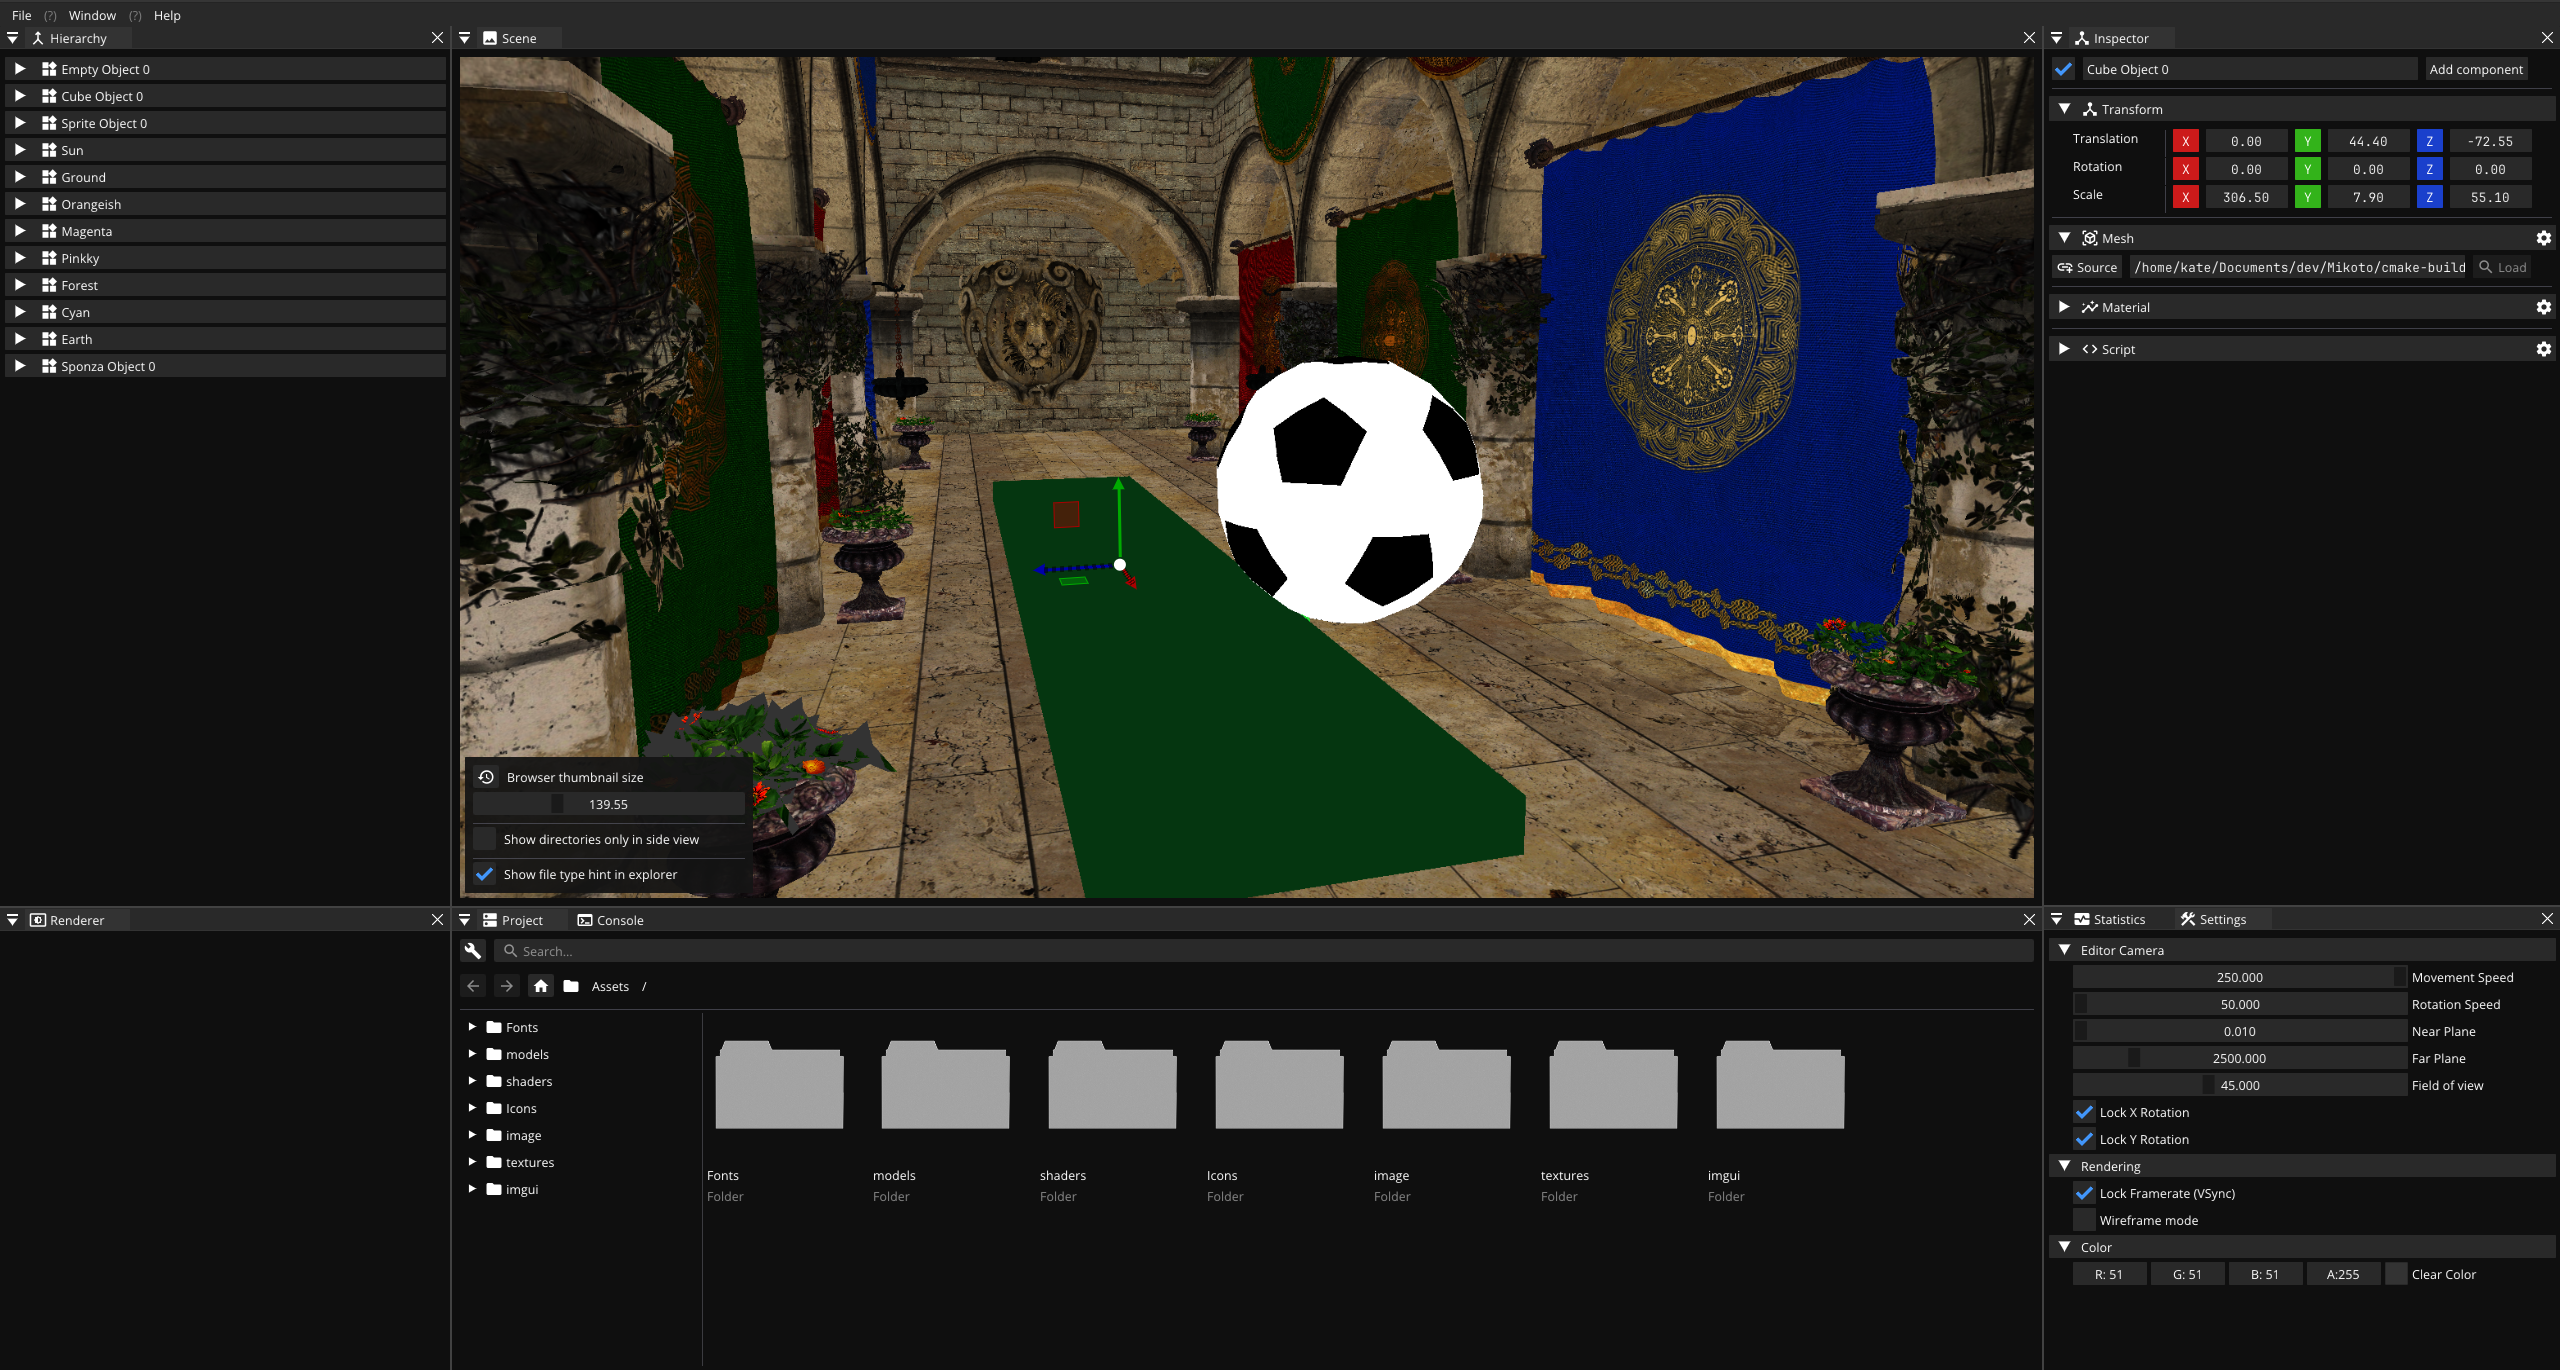 File (?) Window (?) Help
Hierarchy
Empty Object 0
Cube Object 0
Sprite Object 0
Sun
Ground
Orangeish
Magenta
Pinkky
Forest
Cyan
Earth
Sponza Object 0
Scene
Browser thumbnail size
139.55
Show directories only in side view
Show file type hint in explorer
Inspector
Cube Object 0 Add component
Transform
Translation X 0.00 Y 44.40 Z -72.55
Rotation X 0.00 Y 0.00 Z 0.00
Scale X 306.50 Y 7.90 Z 55.10
Mesh
Source /home/kate/Documents/dev/Mikoto/cmake-build Load
Material
Script
Renderer
Project Console
Search...
Assets /
Fonts
models
shaders
Icons
image
textures
imgui
Fonts models shaders Icons image textures imgui
Folder Folder Folder Folder Folder Folder Folder
Statistics Settings
Editor Camera
250.000 Movement Speed
50.000 Rotation Speed
0.010 Near Plane
2500.000 Far Plane
45.000 Field of view
Lock X Rotation
Lock Y Rotation
Rendering
Lock Framerate (VSync)
Wireframe mode
Color
R: 51 G: 51 B: 51 A:255 Clear Color